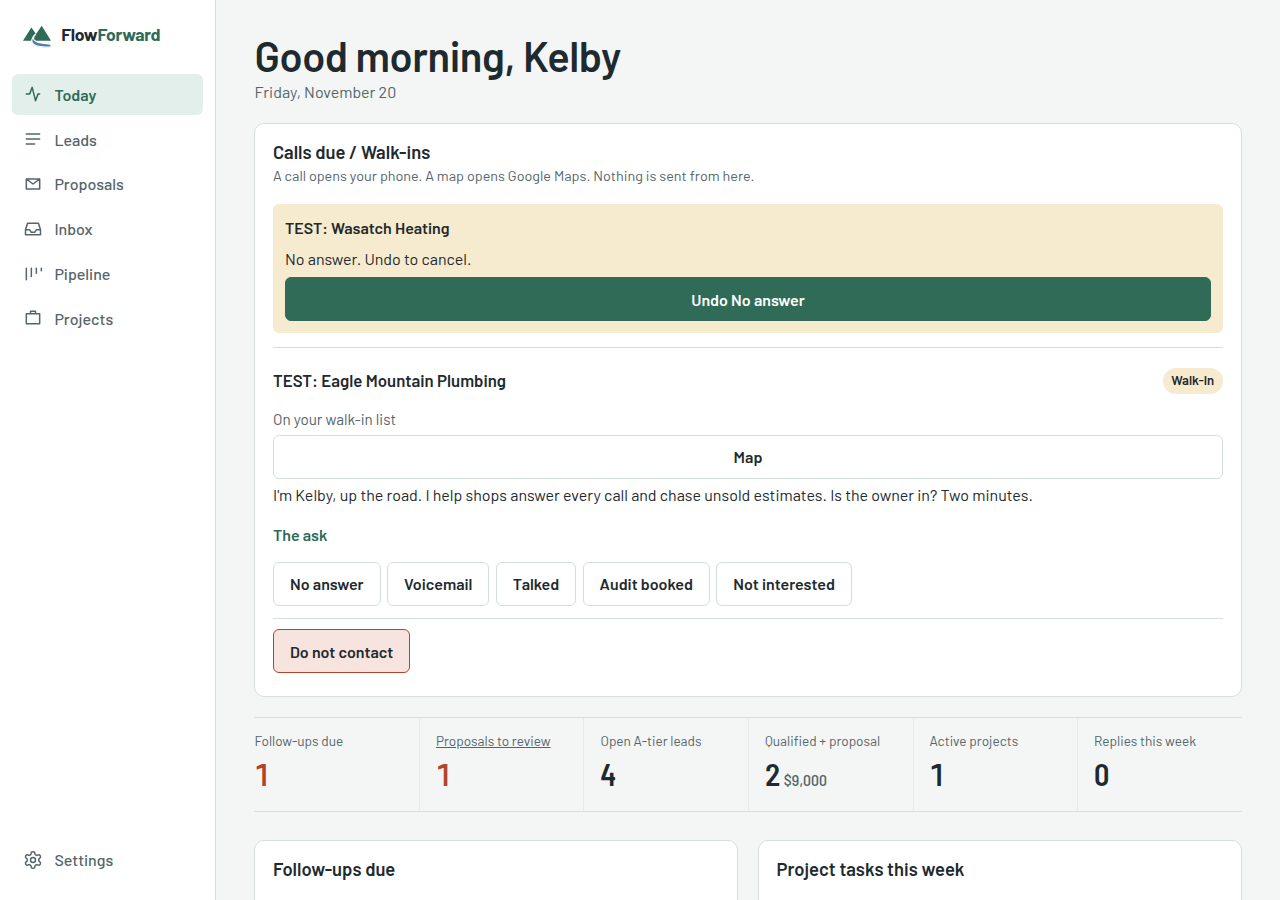 FlowForward
Today
Leads
Proposals
Inbox
Pipeline
Projects
Settings
Good morning, Kelby
Friday, November 20
Calls due / Walk-ins
A call opens your phone. A map opens Google Maps. Nothing is sent from here.
TEST: Wasatch Heating
No answer. Undo to cancel.
Undo No answer
TEST: Eagle Mountain Plumbing
Walk-In
On your walk-in list
Map
I'm Kelby, up the road. I help shops answer every call and chase unsold estimates. Is the owner in? Two minutes.
The ask
No answer
Voicemail
Talked
Audit booked
Not interested
Do not contact
Follow-ups due
1
Proposals to review
1
Open A-tier leads
4
Qualified + proposal
2 $9,000
Active projects
1
Replies this week
0
Follow-ups due
Project tasks this week